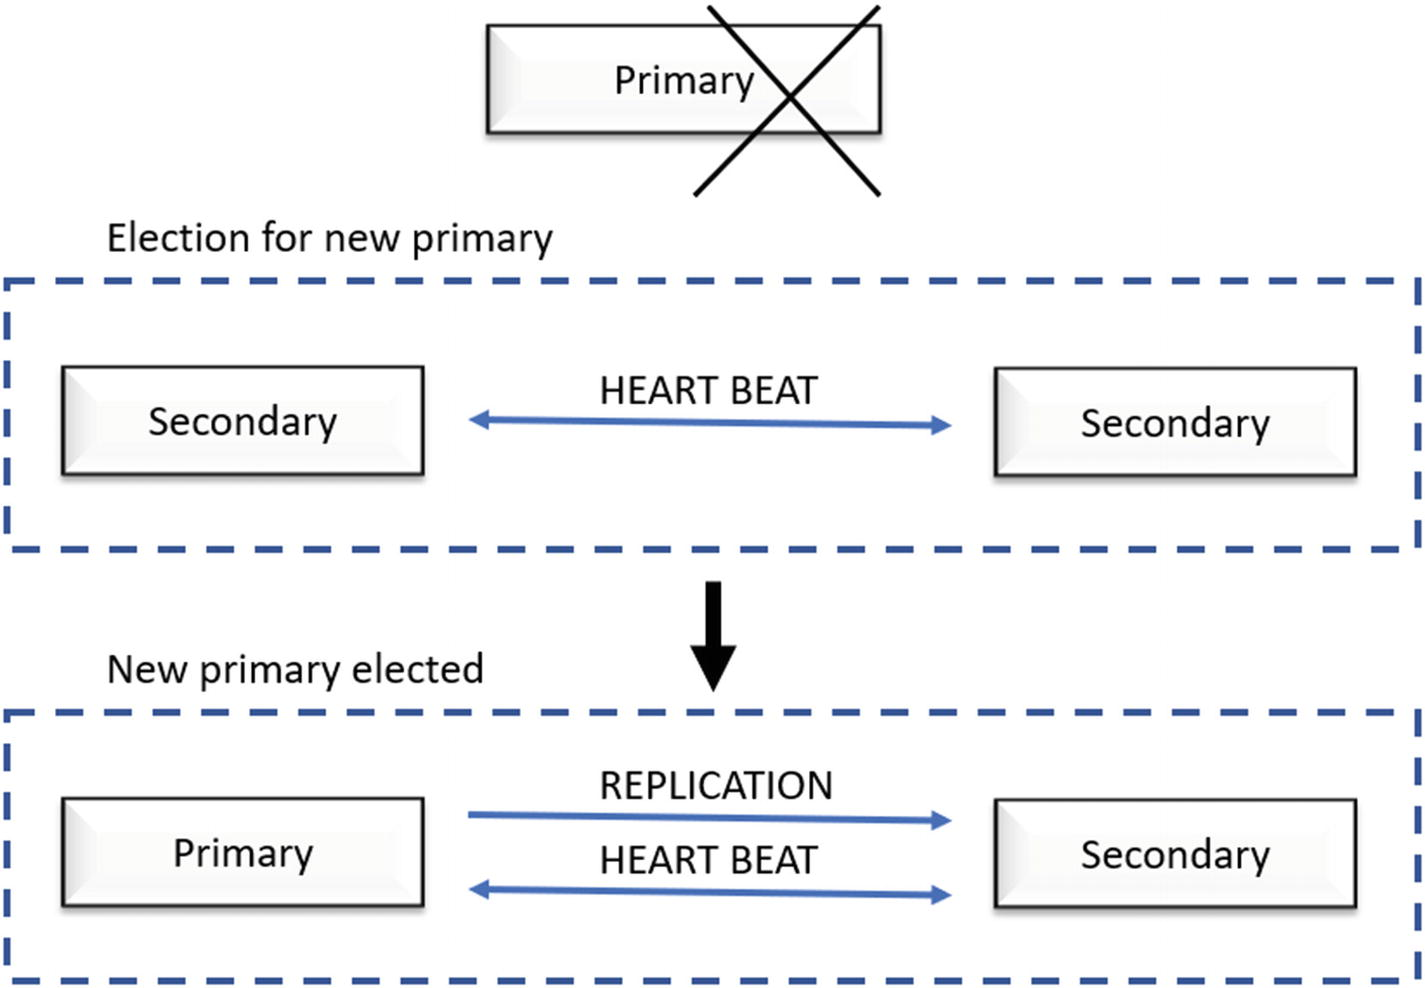 Primary
Election for new primary
Secondary
HEART BEAT
Secondary
New primary elected
Primary
REPLICATION
HEART BEAT
Secondary